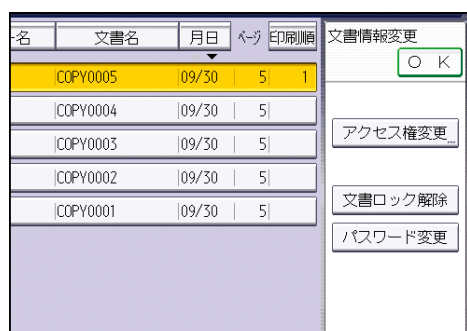 -名 文書名 月日 ページ 印刷順 文書情報変更
OK
COPY0005 09/30 5 1
COPY0004 09/30 5
アクセス権変更...
COPY0003 09/30 5
COPY0002 09/30 5
文書ロック解除
COPY0001 09/30 5
パスワード変更